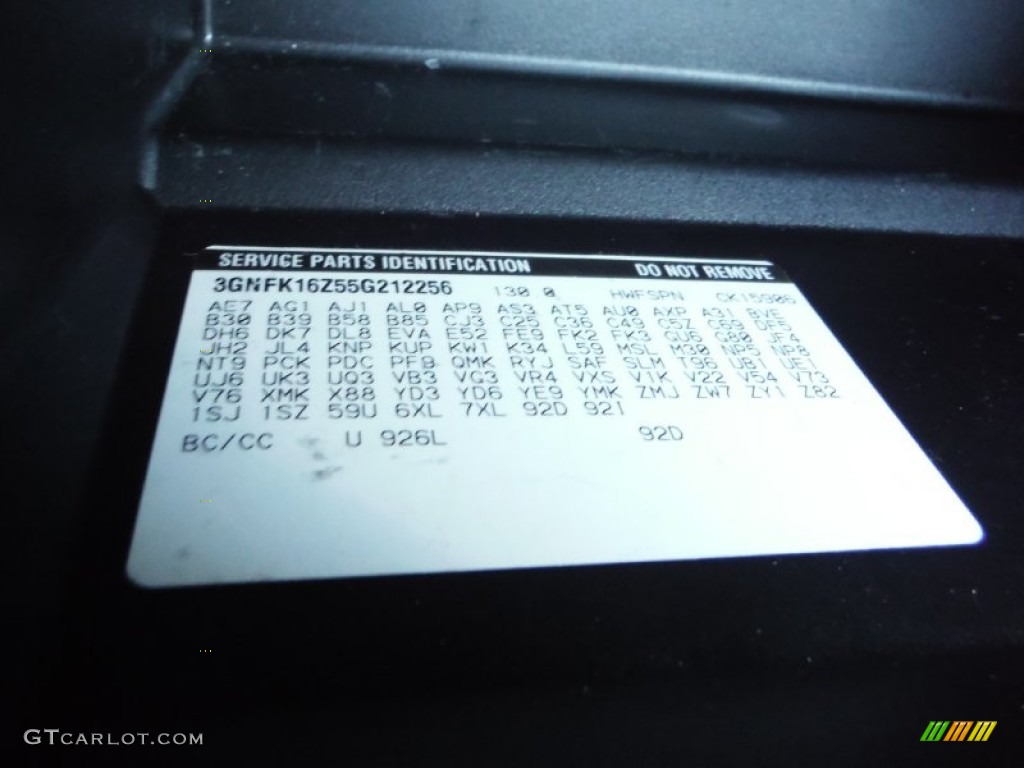 SERVICE PARTS IDENTIFICATION DO NOT REMOVE
3GNFK16Z55G212256 130.0 HWFSPN CK15906
AE7 AG1 AJ1 AL0 AP9 AS3 AT5 AU0 AXP A31 BVE
B30 B39 B58 B85 CJ3 C25 C36 C49 C5Z C69 DF5
DH6 DK7 DL8 EVA E52 FE9 FK2 FK3 GU6 G80 JF4
JH2 JL4 KNP KUP KW1 K34 L59 MSL M30 NP5 NP8
NT9 PCK PDC PFB QMK RYJ SAF SLM T96 UB1 UE1
UJ6 UK3 UQ3 VB3 VG3 VR4 VXS V1K V22 V54 V73
V76 XMK X88 YD3 YD6 YE9 YMK ZMJ ZW7 ZY1 Z82
1SJ 1SZ 59U 6XL 7XL 92D 92I
BC/CC U 926L 92D
GTCARLOT.COM